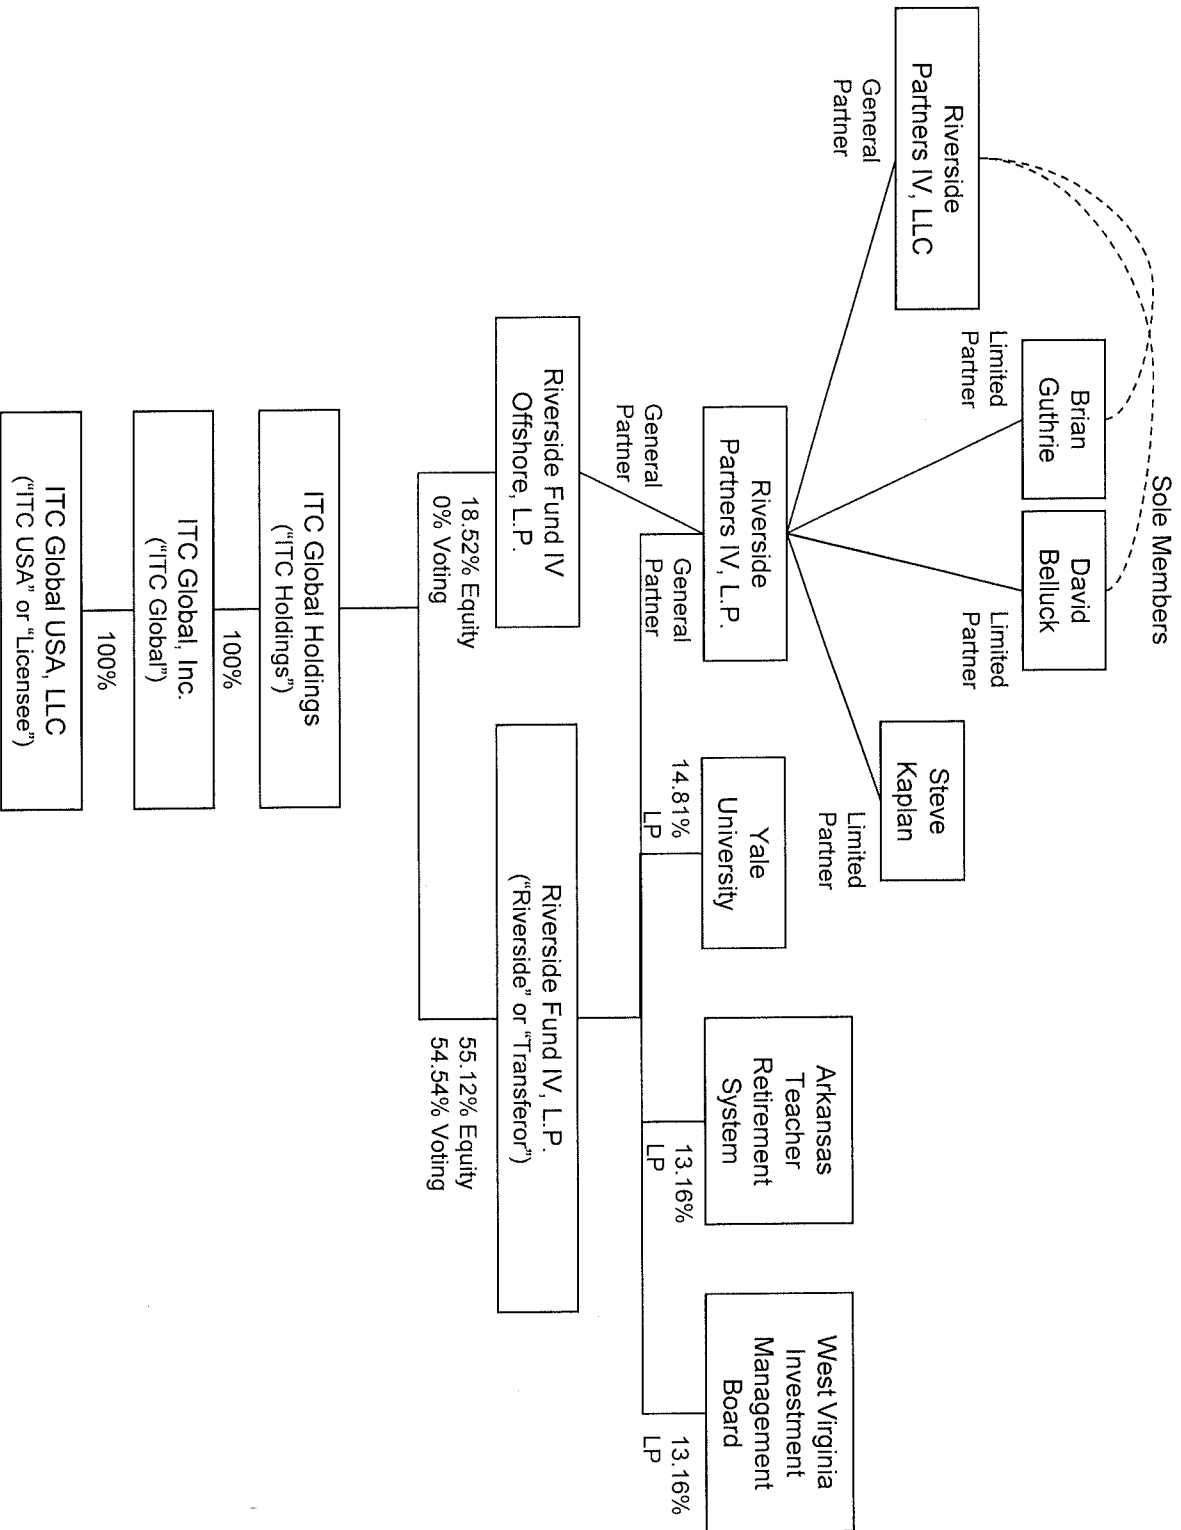 Sole Members
Riverside
Partners IV, LLC
General
Partner
Brian
Guthrie
Limited
Partner
David
Belluck
Limited
Partner
Steve
Kaplan
Limited
Partner
Riverside
Partners IV, L.P.
General
Partner
General
Partner
Yale
University
14.81%
LP
Arkansas
Teacher
Retirement
System
13.16%
LP
West Virginia
Investment
Management
Board
13.16%
LP
Riverside Fund IV
Offshore, L.P.
18.52% Equity
0% Voting
Riverside Fund IV, L.P.
("Riverside" or "Transferor")
55.12% Equity
54.54% Voting
ITC Global Holdings
("ITC Holdings")
100%
ITC Global, Inc.
("ITC Global")
100%
ITC Global USA, LLC
("ITC USA" or "Licensee")